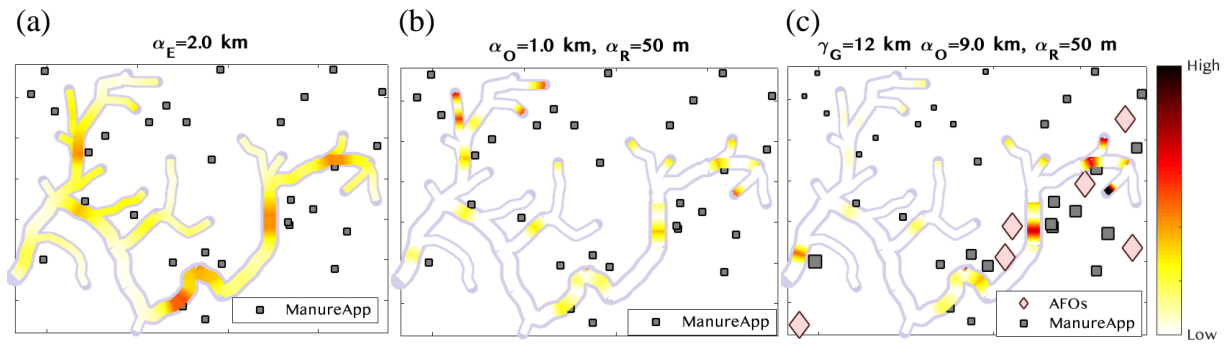 (a)
α_E=2.0 km
ManureApp
(b)
α_O=1.0 km, α_R=50 m
ManureApp
(c)
γ_G=12 km α_O=9.0 km, α_R=50 m
AFOs
ManureApp
High
Low